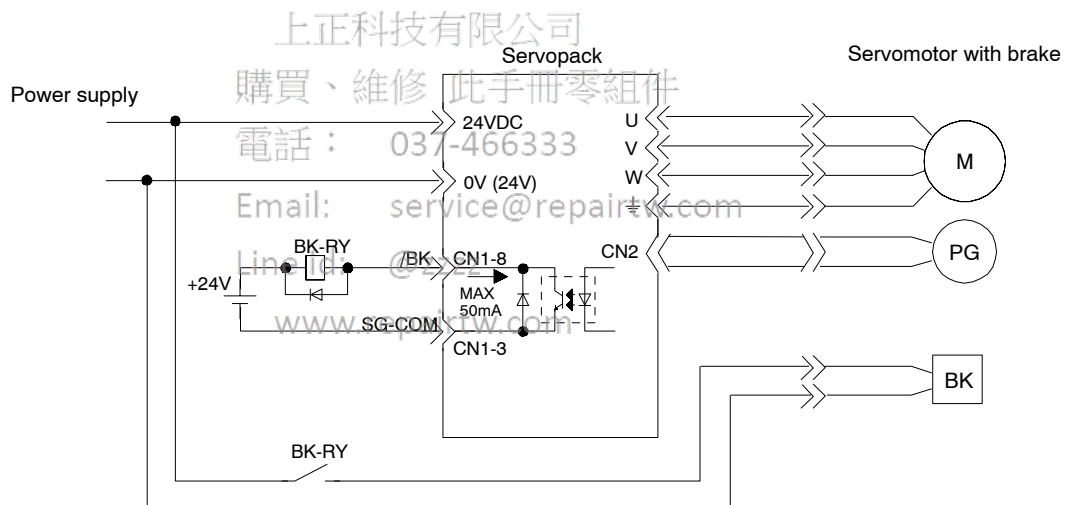 上正科技有限公司
Servopack
Servomotor with brake
購買、維修 此手冊零組件
Power supply
24VDC
U
電話： 037-466333
V
M
0V (24V)
W
Email: service@repairtw.com
BK-RY
/BK
CN1-8
CN2
PG
Line id:
+24V
MAX
50mA
SG-COM
www.repairtw.com
CN1-3
BK
BK-RY